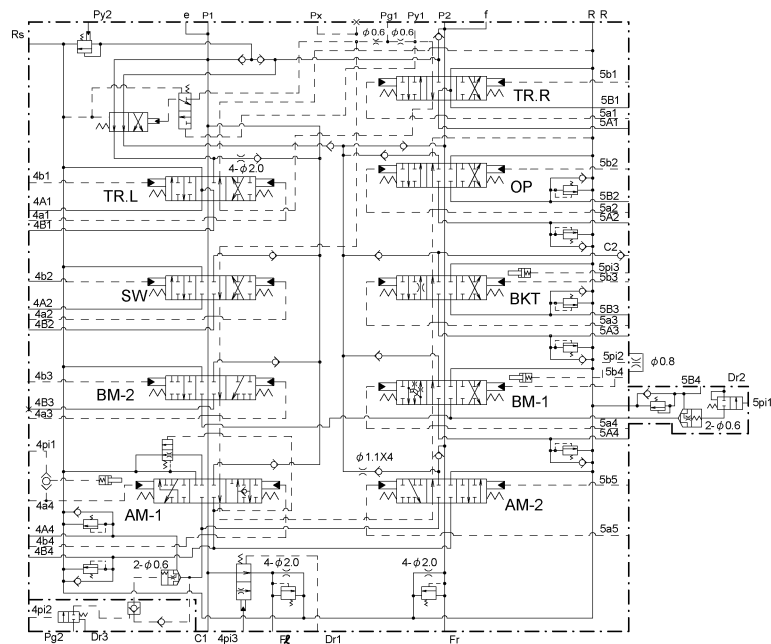 Py2 e P1 Px Pg1 Py1 P2 f R R
Rs
φ0.6 φ0.6
5b1
TR.R
5B1
5a1
5A1
4-φ2.0
4b1
5b2
TR.L
OP
4A1
5B2
4a1
5a2
4B1
5A2
C2
5pi3
4b2
5b3
SW
BKT
4A2
5B3
4a2
5a3
4B2
5A3
5pi2
φ0.8
4b3
5b4
5B4 Dr2
BM-2
BM-1
5pi1
4B3
4a3
5a4
2-φ0.6
5A4
4pi1
φ1.1X4
5b5
4a4
AM-1
AM-2
4A4
5a5
4b4
4B4
2-φ0.6
4-φ2.0
4-φ2.0
4pi2
Pg2 Dr3 C1 4pi3 Fℓ Dr1 Fr